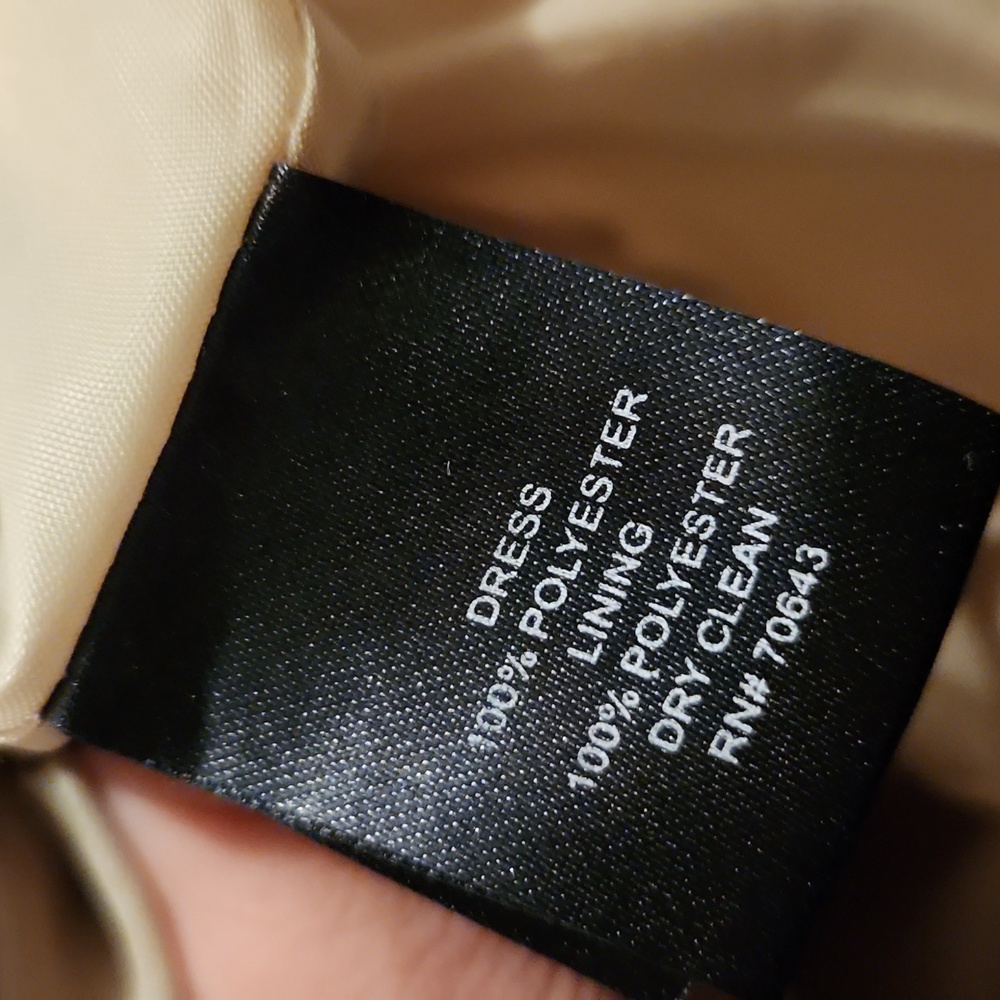 DRESS
100% POLYESTER
LINING
100% POLYESTER
DRY CLEAN
RN# 70643